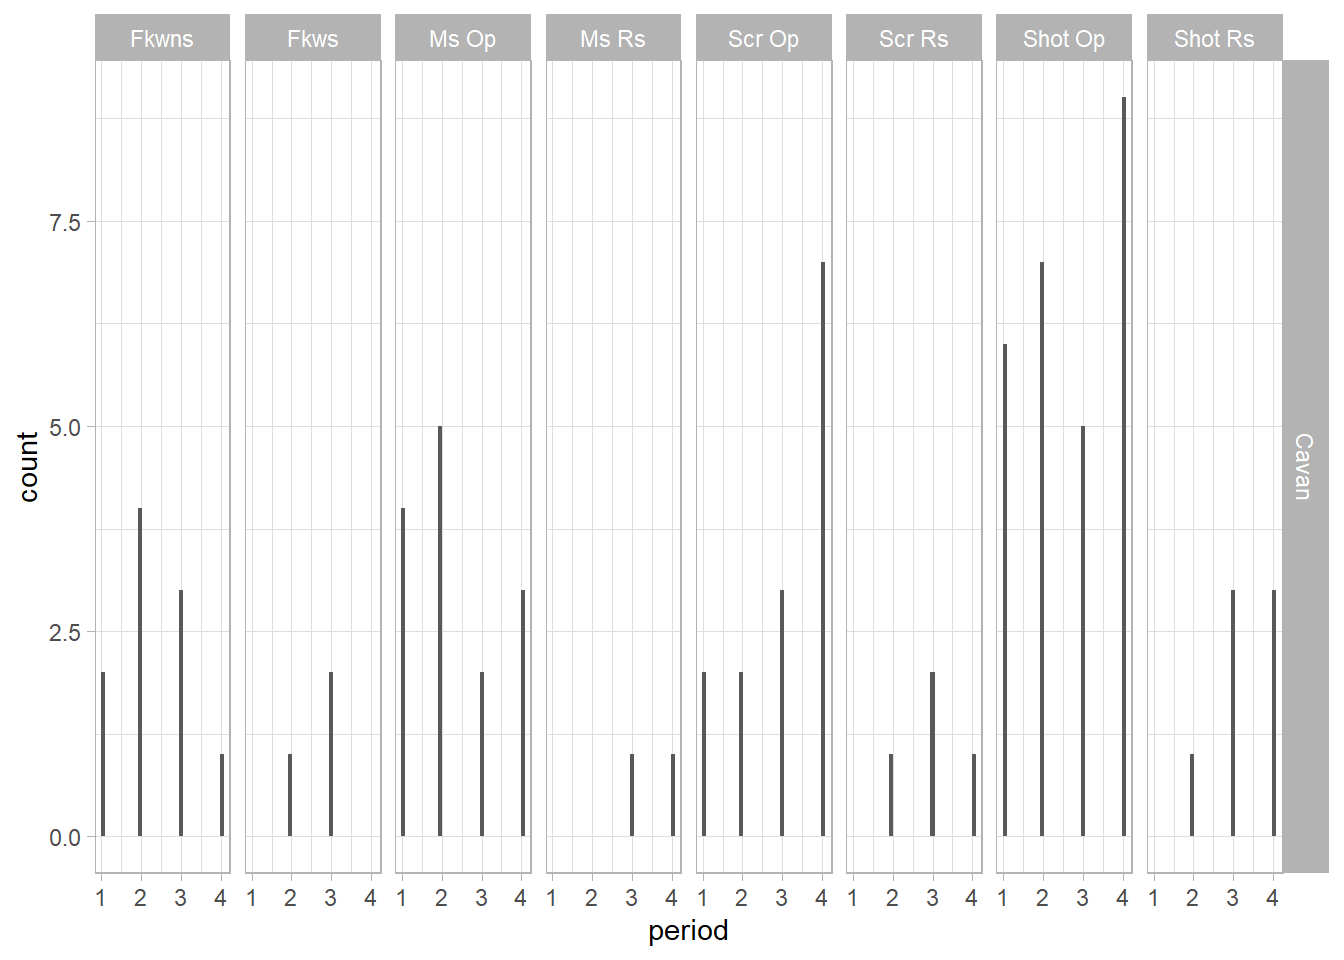 Fkwns Fkws Ms Op Ms Rs Scr Op Scr Rs Shot Op Shot Rs
Cavan
7.5
5.0
2.5
0.0
count
1 2 3 4 1 2 3 4 1 2 3 4 1 2 3 4 1 2 3 4 1 2 3 4 1 2 3 4 1 2 3 4
period